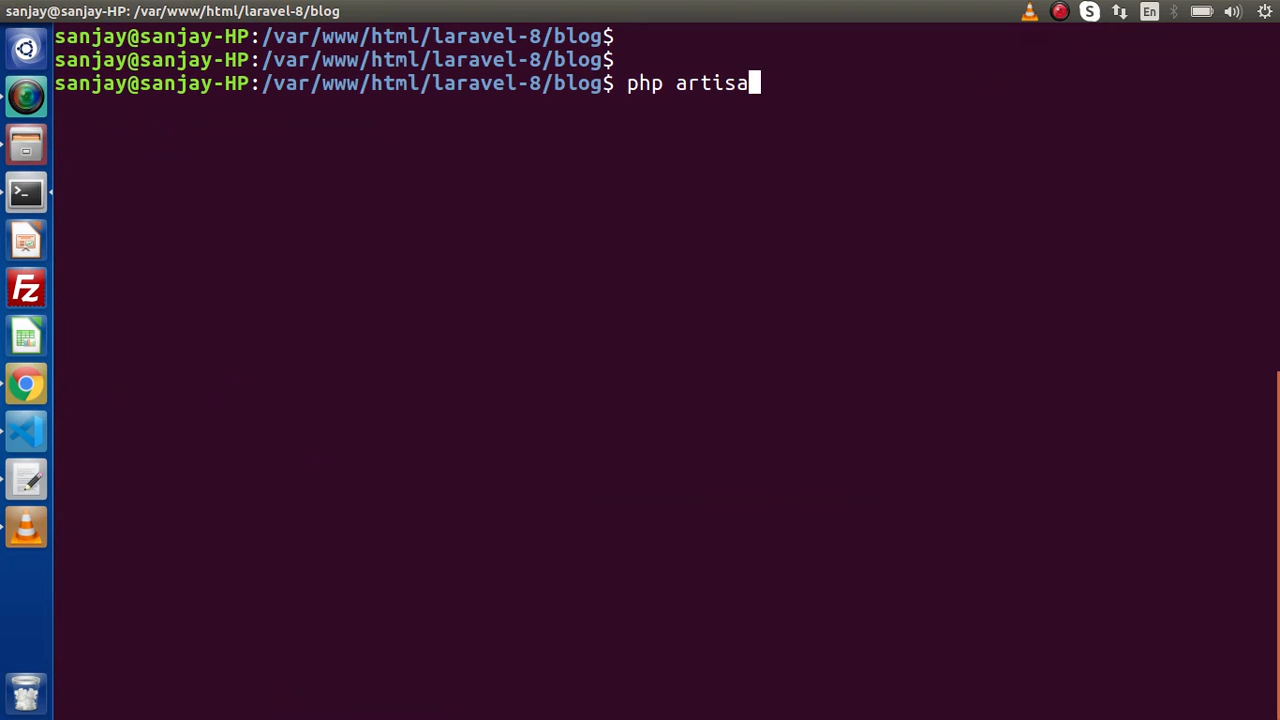 sanjay@sanjay-HP: /var/www/html/laravel-8/blog
S
En
sanjay@sanjay-HP:/var/www/html/laravel-8/blog$
sanjay@sanjay-HP:/var/www/html/laravel-8/blog$
sanjay@sanjay-HP:/var/www/html/laravel-8/blog$ php artisa
>_
Fz